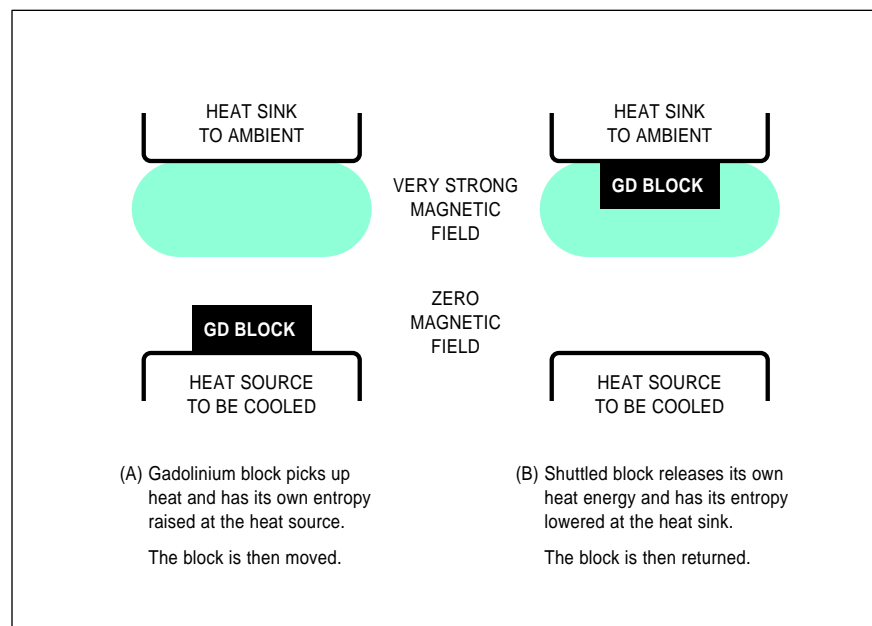 HEAT SINK
TO AMBIENT
VERY STRONG
MAGNETIC
FIELD
ZERO
MAGNETIC
FIELD
GD BLOCK
HEAT SOURCE
TO BE COOLED
(A) Gadolinium block picks up
heat and has its own entropy
raised at the heat source.
The block is then moved.
HEAT SINK
TO AMBIENT
GD BLOCK
HEAT SOURCE
TO BE COOLED
(B) Shuttled block releases its own
heat energy and has its entropy
lowered at the heat sink.
The block is then returned.